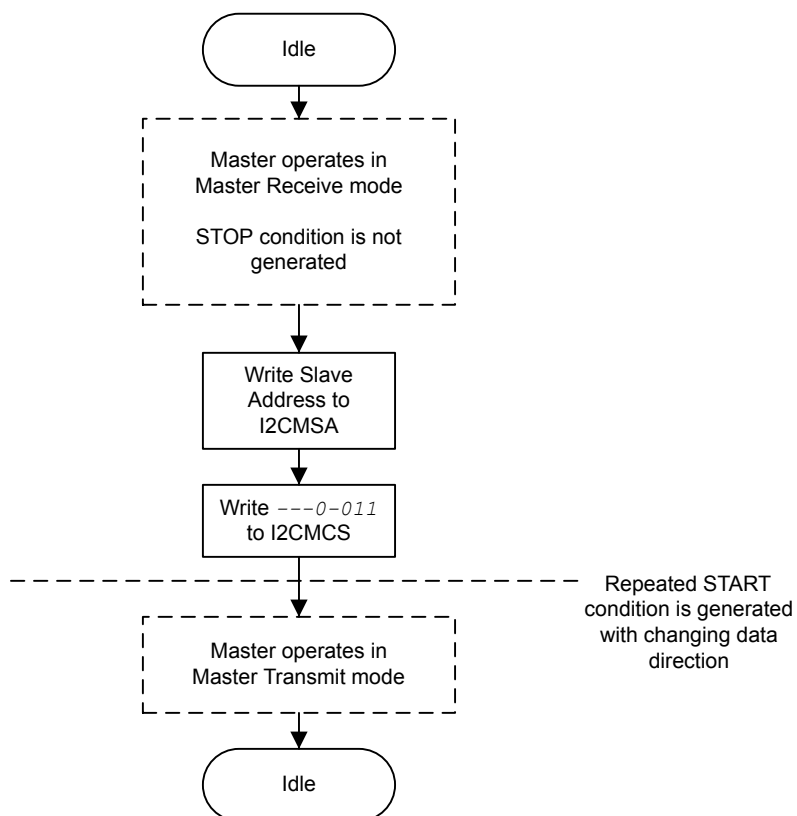 Idle
Master operates in
Master Receive mode
STOP condition is not
generated
Write Slave
Address to
I2CMSA
Write ---0-011
to I2CMCS
Repeated START
condition is generated
with changing data
direction
Master operates in
Master Transmit mode
Idle